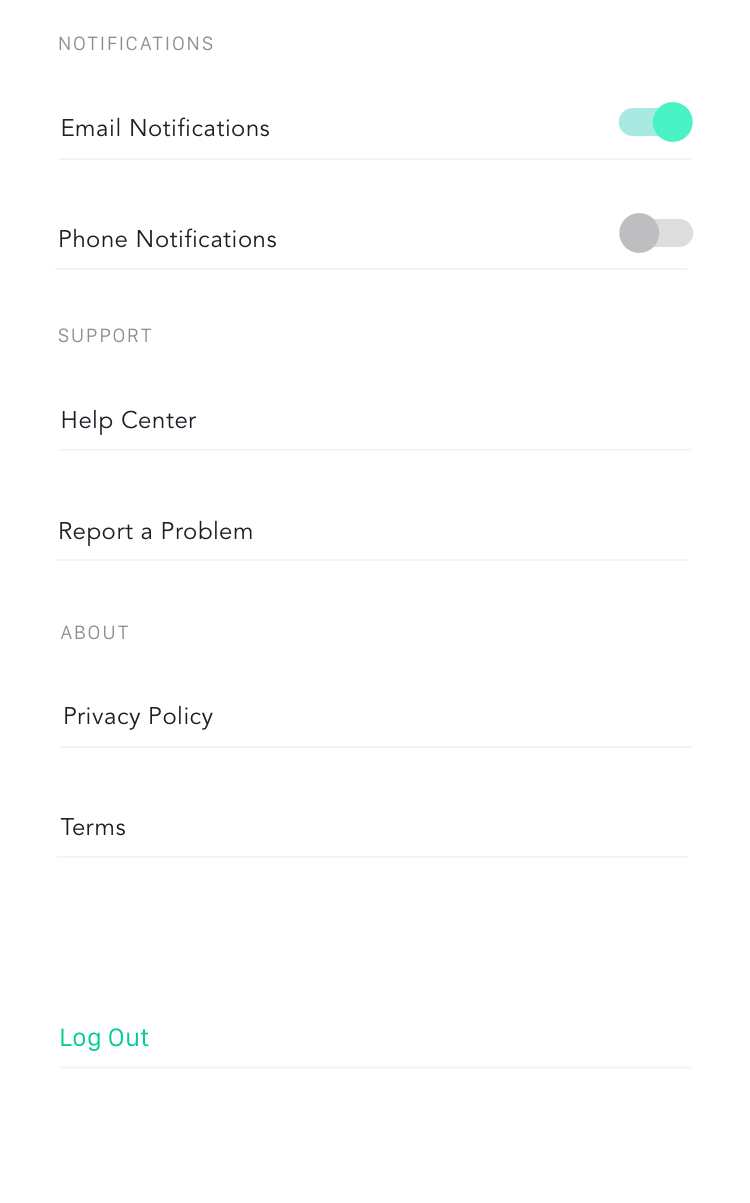 NOTIFICATIONS
Email Notifications
Phone Notifications
SUPPORT
Help Center
Report a Problem
ABOUT
Privacy Policy
Terms
Log Out